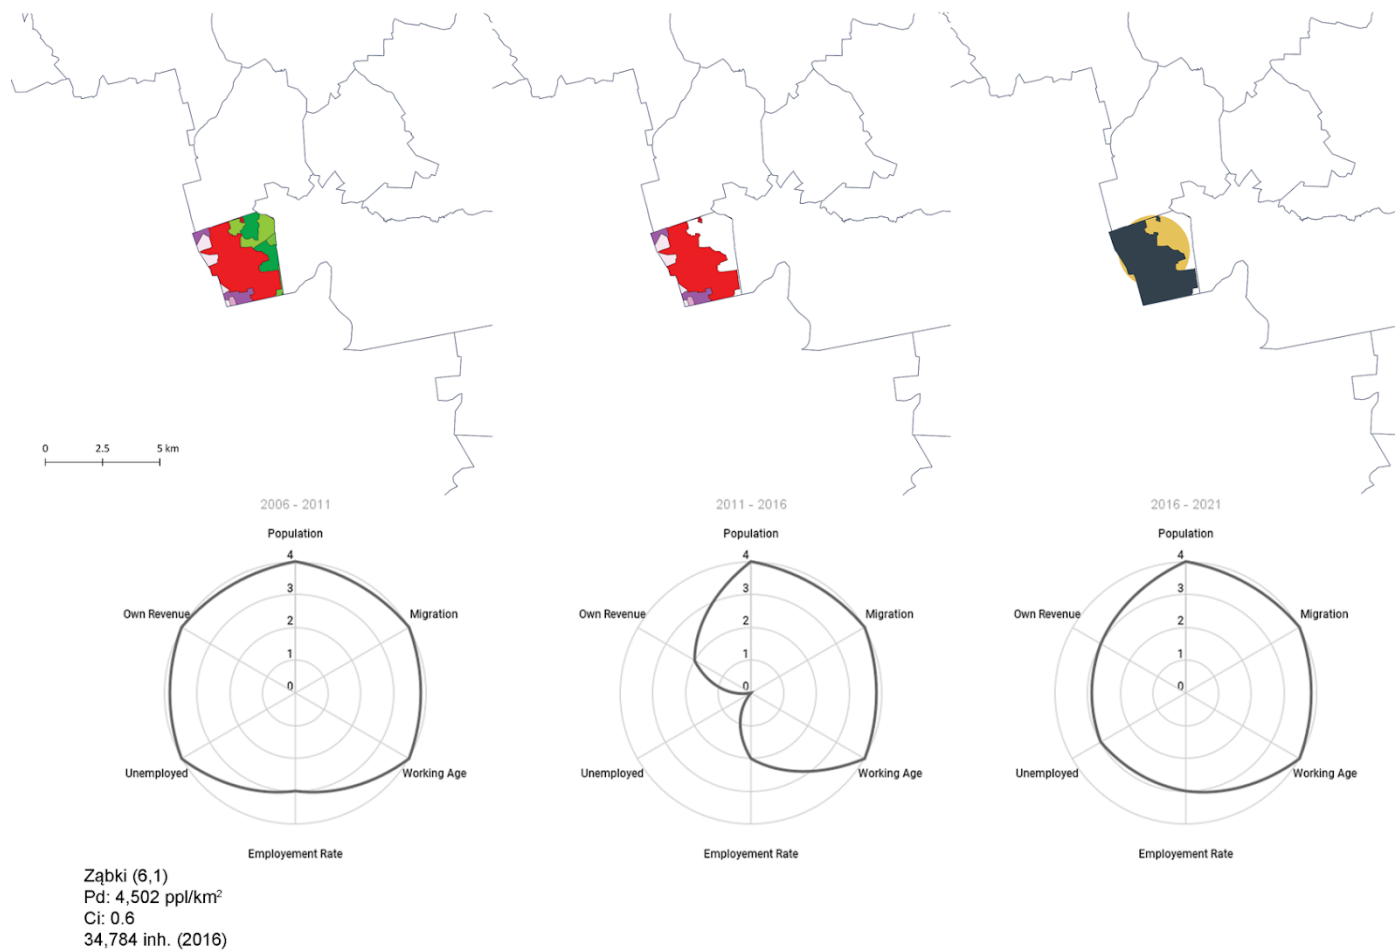 0 2.5 5 km
2006 - 2011
2011 - 2016
2016 - 2021
Population
4
3
2
1
0
Own Revenue
Migration
Unemployed
Working Age
Employement Rate
Population
4
3
2
1
0
Own Revenue
Migration
Unemployed
Working Age
Employement Rate
Population
4
3
2
1
0
Own Revenue
Migration
Unemployed
Working Age
Employement Rate
Ząbki (6,1)
Pd: 4,502 ppl/km²
Ci: 0.6
34,784 inh. (2016)